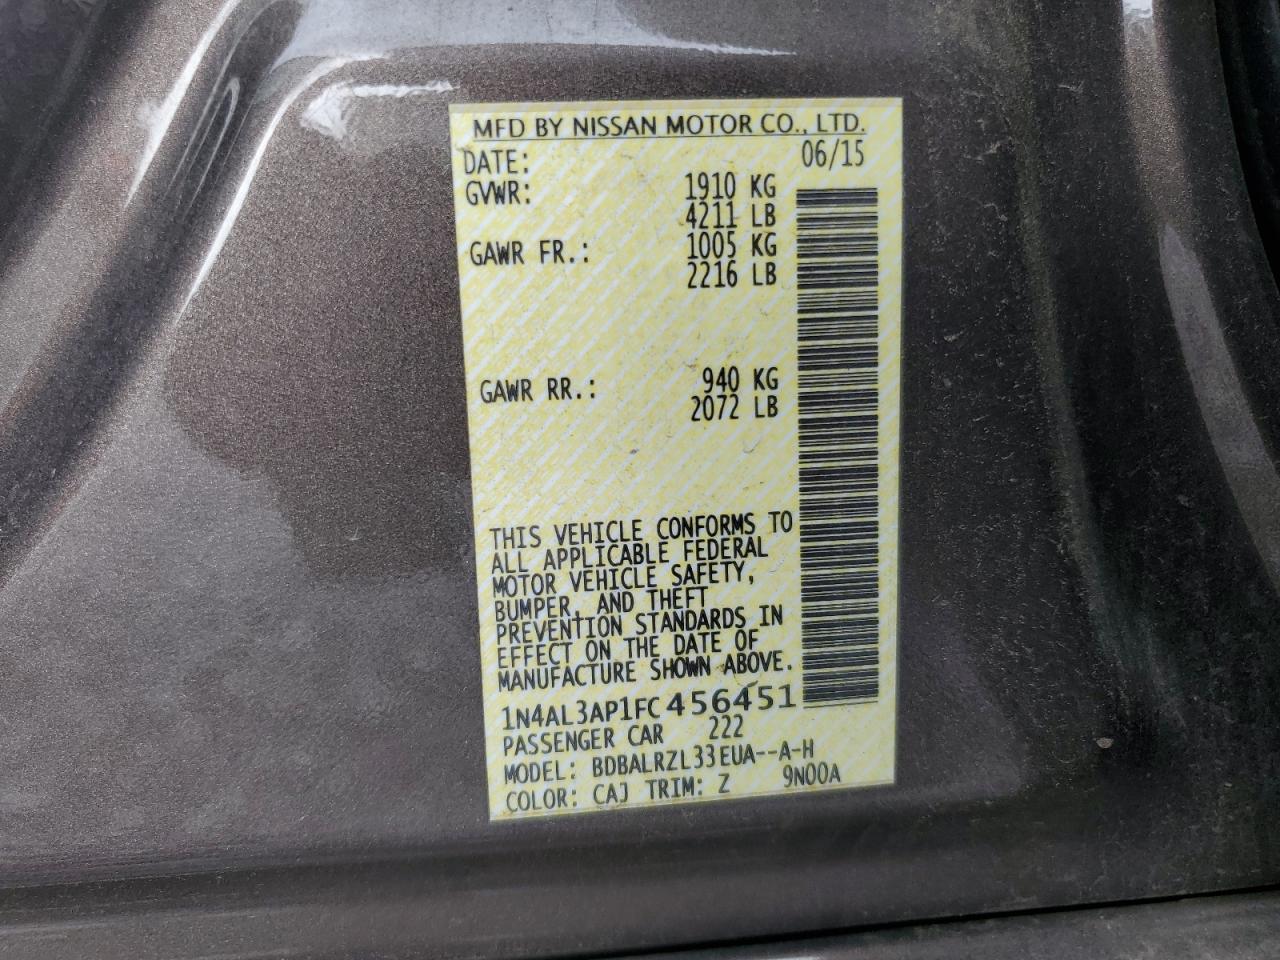 MFD BY NISSAN MOTOR CO., LTD.
DATE: 06/15
GVWR: 1910 KG
4211 LB
GAWR FR.: 1005 KG
2216 LB
GAWR RR.: 940 KG
2072 LB
THIS VEHICLE CONFORMS TO
ALL APPLICABLE FEDERAL
MOTOR VEHICLE SAFETY,
BUMPER, AND THEFT
PREVENTION STANDARDS IN
EFFECT ON THE DATE OF
MANUFACTURE SHOWN ABOVE.
1N4AL3AP1FC456451
PASSENGER CAR 222
MODEL: BDBALRZL33EUA--A-H
COLOR: CAJ TRIM: Z 9N00A